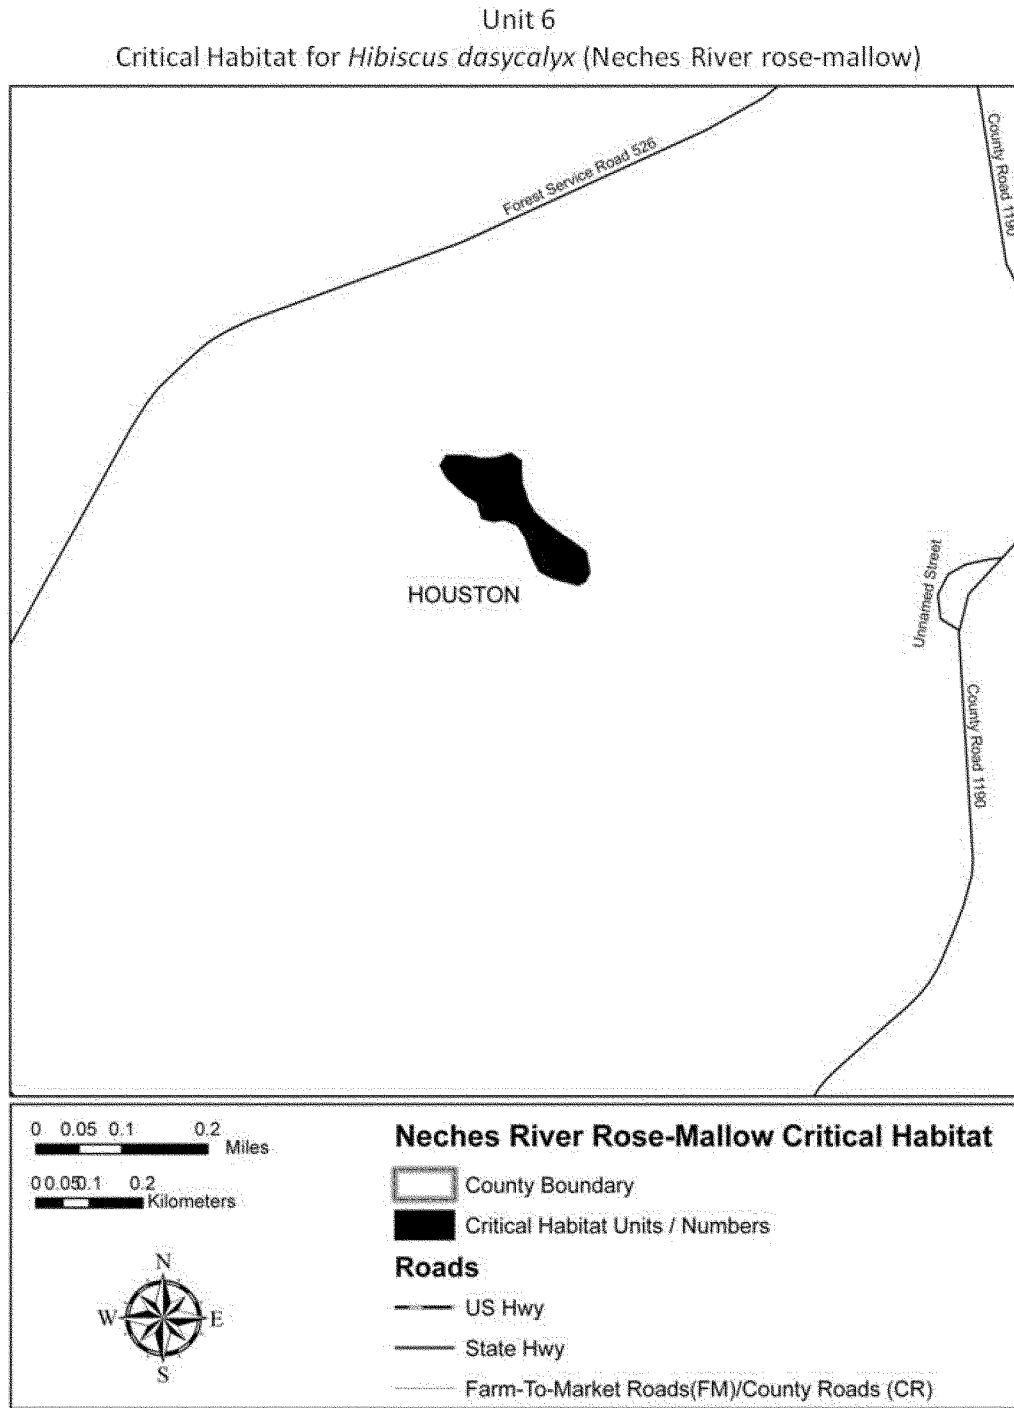 Unit 6
Critical Habitat for Hibiscus dasycalyx (Neches River rose-mallow)
Forest Service Road 526
County Road 1190
HOUSTON
Unnamed Street
County Road 1190
0 0.05 0.1 0.2
Miles
0 0.05 0.1 0.2
Kilometers
N
W E
S
Neches River Rose-Mallow Critical Habitat
County Boundary
Critical Habitat Units / Numbers
Roads
US Hwy
State Hwy
Farm-To-Market Roads(FM)/County Roads (CR)